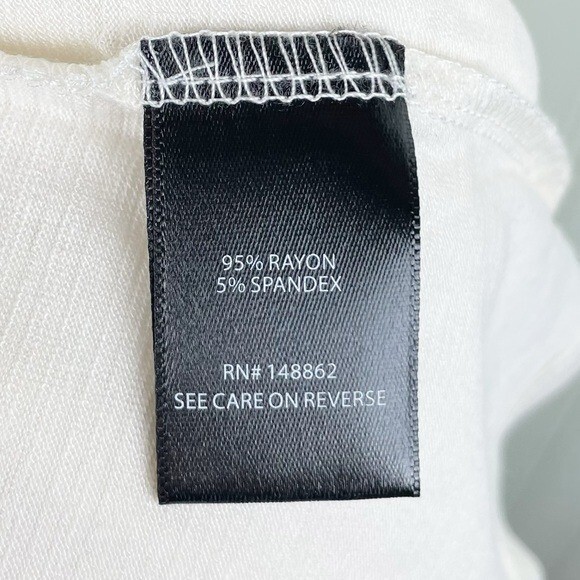 95% RAYON
5% SPANDEX
RN# 148862
SEE CARE ON REVERSE